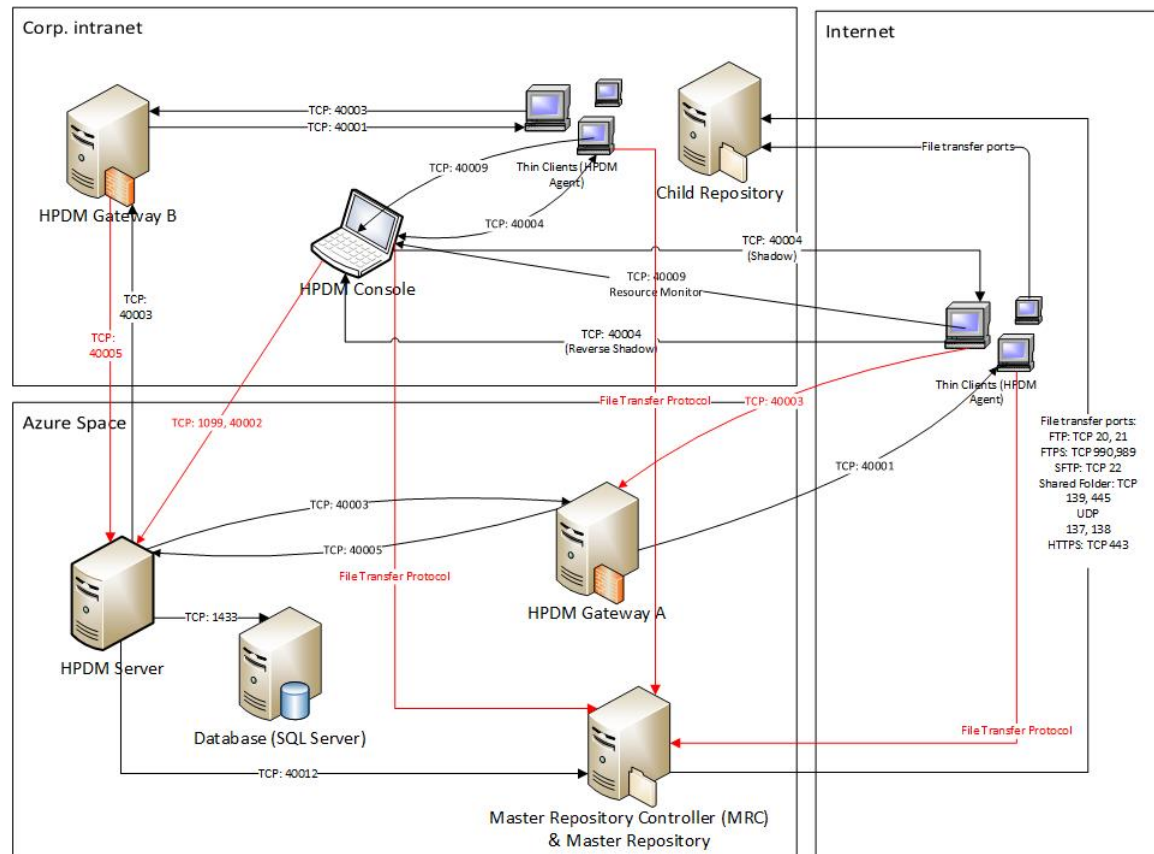 Corp. intranet
Internet
TCP: 40003
TCP: 40001
HPDM Gateway B
Thin Clients (HPDM
Agent)
TCP: 40009
TCP: 40004
HPDM Console
Child Repository
File transfer ports
TCP: 40004
(Shadow)
TCP: 40009
Resource Monitor
TCP: 40004
(Reverse Shadow)
TCP:
40003
TCP:
40005
Thin Clients (HPDM
Agent)
Azure Space
TCP: 1099, 40002
File Transfer Protocol
TCP: 40003
TCP: 40001
File transfer ports:
FTP: TCP 20, 21
FTPS: TCP 990,989
SFTP: TCP 22
Shared Folder: TCP
139, 445
UDP
137, 138
HTTPS: TCP 443
TCP: 40003
TCP: 40005
File Transfer Protocol
HPDM Gateway A
TCP: 1433
HPDM Server
Database (SQL Server)
File Transfer Protocol
TCP: 40012
Master Repository Controller (MRC)
& Master Repository